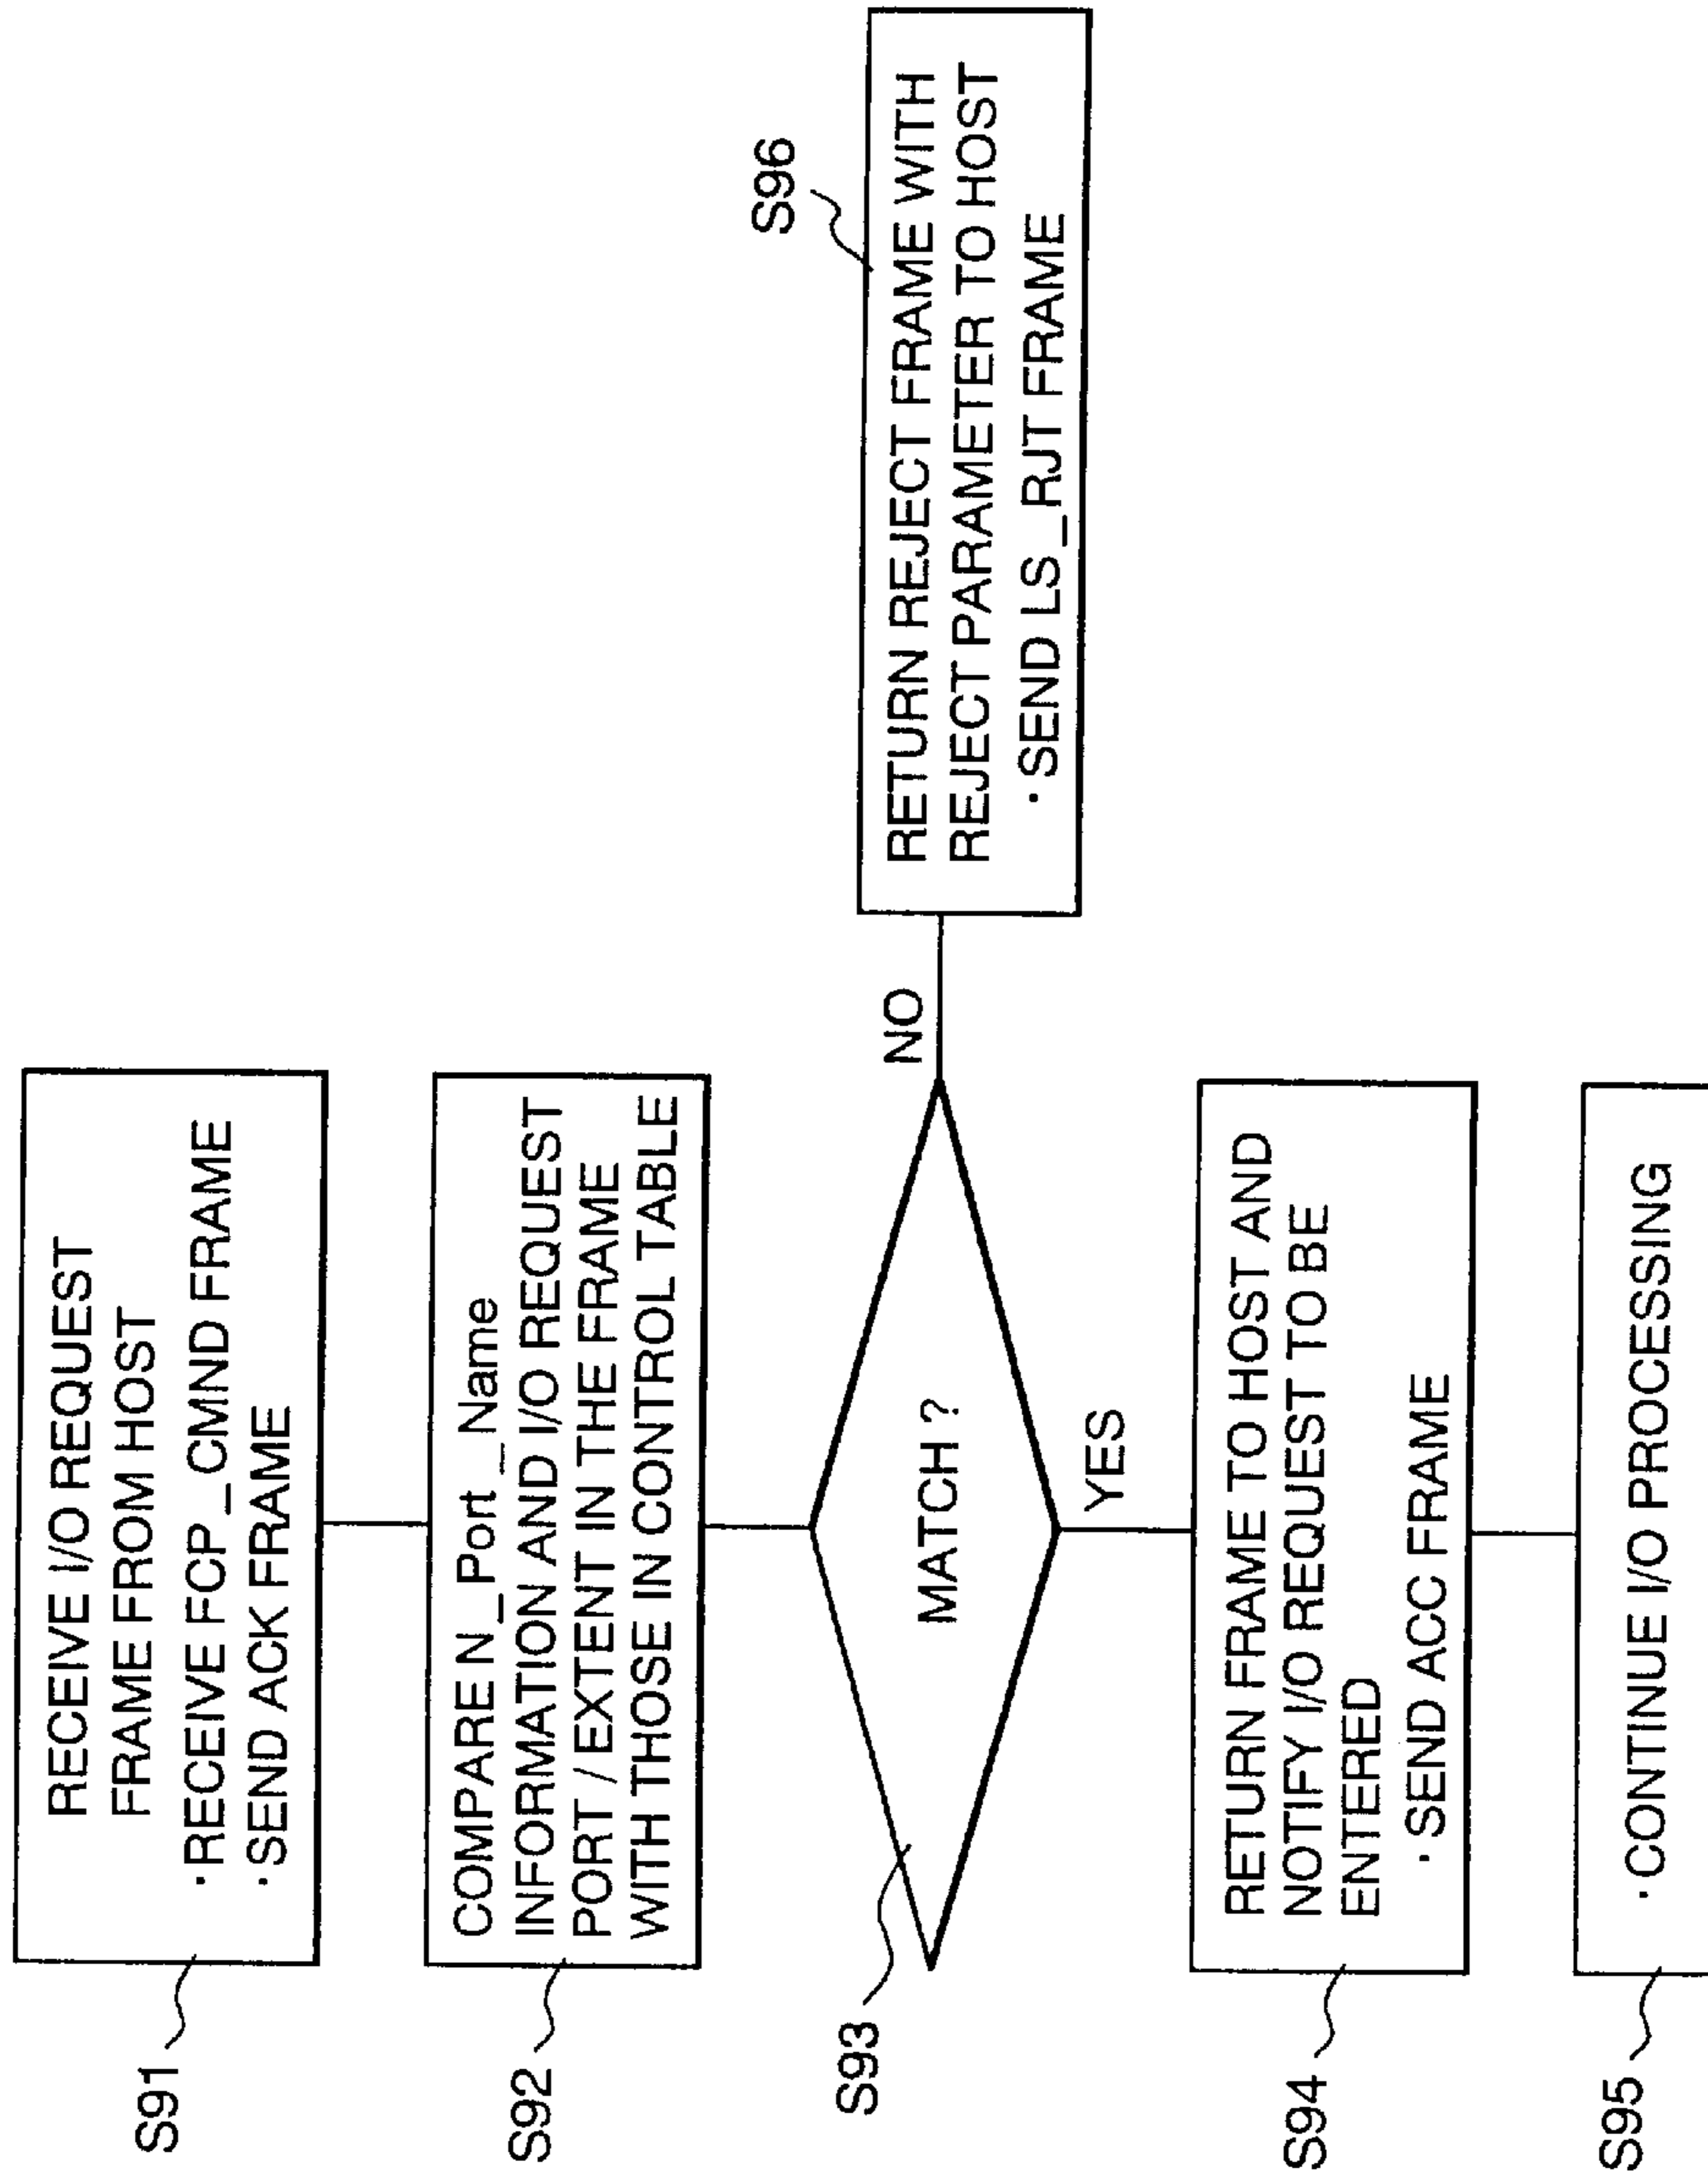 S91
RECEIVE I/O REQUEST
FRAME FROM HOST
·RECEIVE FCP_CMND FRAME
·SEND ACK FRAME
S92
COMPARE N_Port_Name
INFORMATION AND I/O REQUEST
PORT / EXTENT IN THE FRAME
WITH THOSE IN CONTROL TABLE
S93
MATCH ?
NO
S96
RETURN REJECT FRAME WITH
REJECT PARAMETER TO HOST
·SEND LS_RJT FRAME
YES
S94
RETURN FRAME TO HOST AND
NOTIFY I/O REQUEST TO BE
ENTERED
·SEND ACC FRAME
S95
·CONTINUE I/O PROCESSING